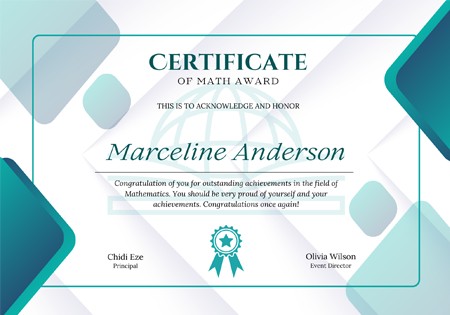 CERTIFICATE
OF MATH AWARD
THIS IS TO ACKNOWLEDGE AND HONOR
Marceline Anderson
Congratulation of you for outstanding achievements in the field of
Mathematics. You should be very proud of yourself and your
achievements. Congratulations once again!
Chidi Eze
Principal
Olivia Wilson
Event Director